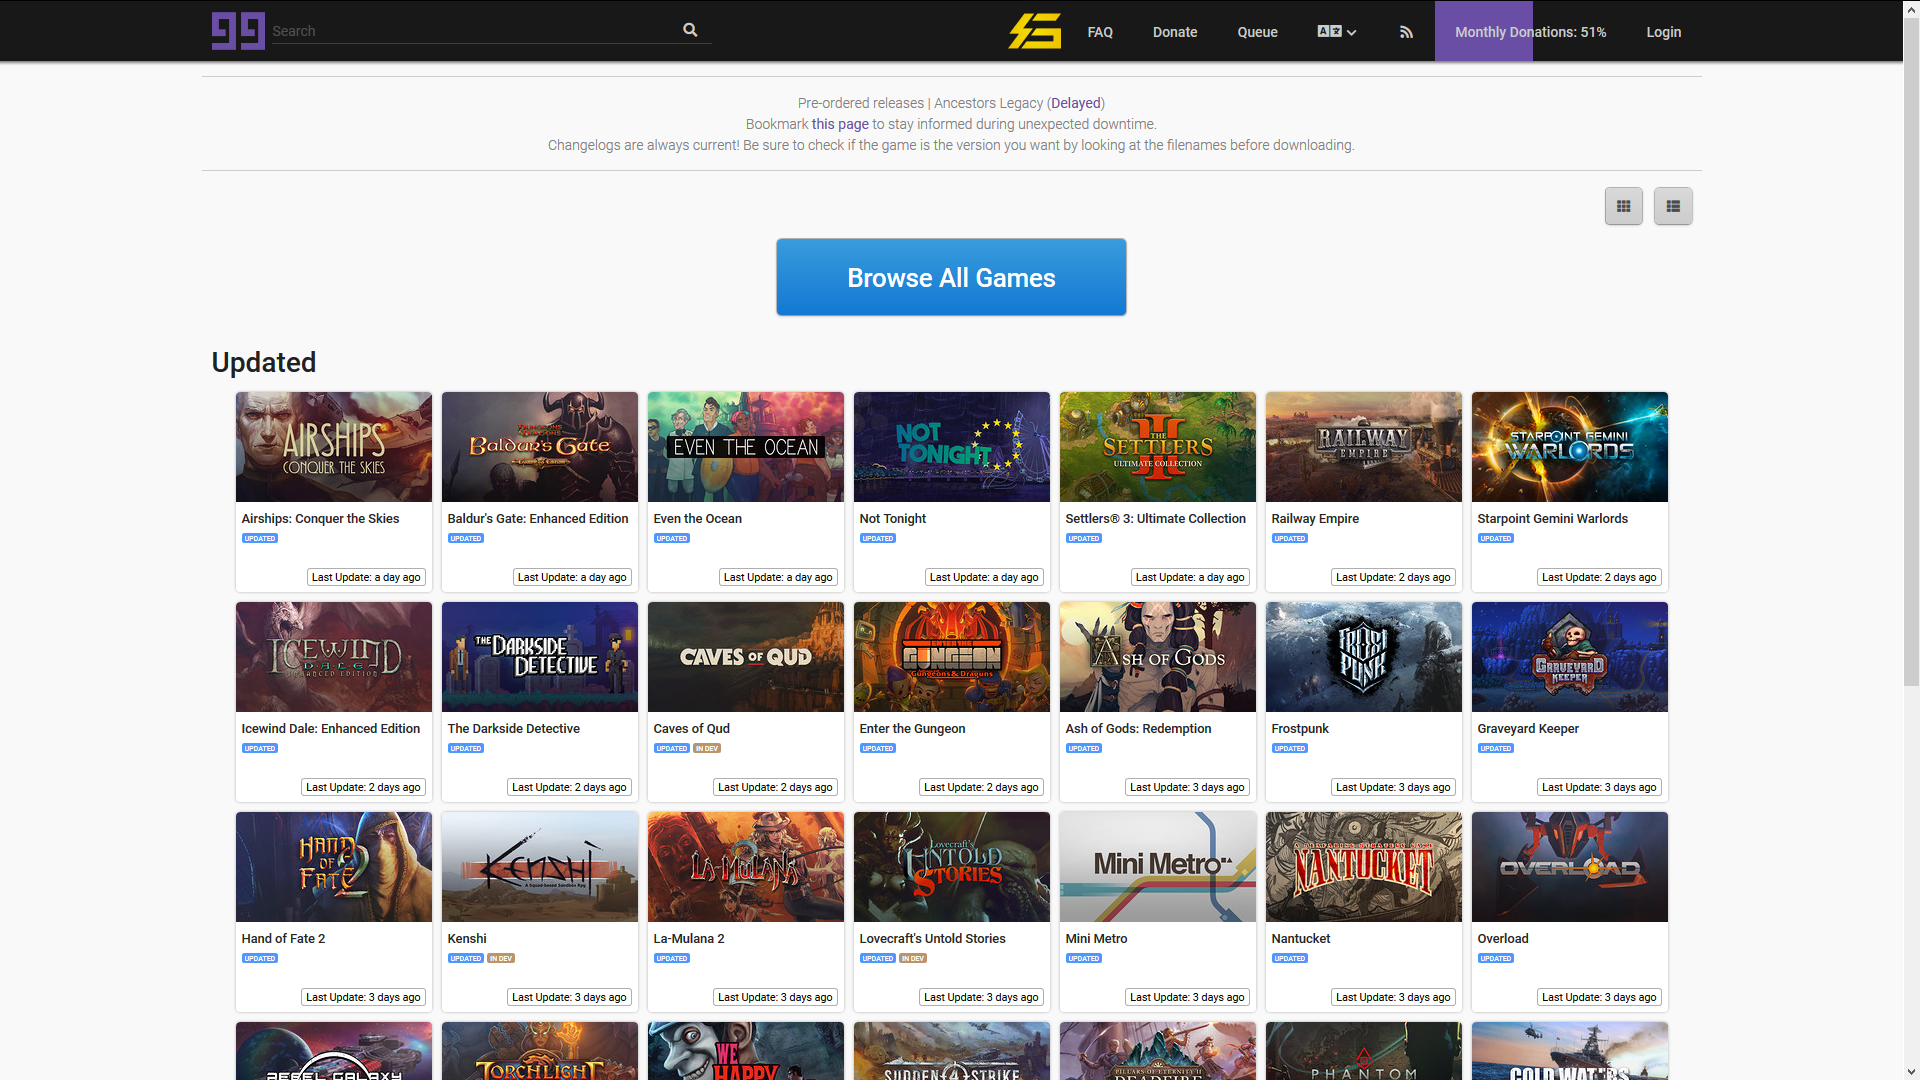 Search
FAQ
Donate
Queue
Monthly Donations: 51%
Login
Pre-ordered releases | Ancestors Legacy (Delayed)
Bookmark this page to stay informed during unexpected downtime.
Changelogs are always current! Be sure to check if the game is the version you want by looking at the filenames before downloading.
Browse All Games
Updated
AIRSHIPS
CONQUER THE SKIES
Baldur's Gate
EVEN THE OCEAN
NOT
TONIGHT
THE
SETTLERS
III
ULTIMATE COLLECTION
RAILWAY
EMPIRE
STARPOINT GEMINI
WARLORDS
Airships: Conquer the Skies
Baldur's Gate: Enhanced Edition
Even the Ocean
Not Tonight
Settlers® 3: Ultimate Collection
Railway Empire
Starpoint Gemini Warlords
UPDATED
UPDATED
UPDATED
UPDATED
UPDATED
UPDATED
UPDATED
Last Update: a day ago
Last Update: a day ago
Last Update: a day ago
Last Update: a day ago
Last Update: a day ago
Last Update: 2 days ago
Last Update: 2 days ago
ICEWIND
DALE
ENHANCED EDITION
THE DARKSIDE
DETECTIVE
CAVES OF QUD
GUNGEON
Gungeons & Draguns
ASH OF GODS
FROST
PUNK
GRAVEYARD
KEEPER
Icewind Dale: Enhanced Edition
The Darkside Detective
Caves of Qud
Enter the Gungeon
Ash of Gods: Redemption
Frostpunk
Graveyard Keeper
UPDATED
UPDATED
UPDATED IN DEV
UPDATED
UPDATED
UPDATED
UPDATED
Last Update: 2 days ago
Last Update: 2 days ago
Last Update: 2 days ago
Last Update: 2 days ago
Last Update: 3 days ago
Last Update: 3 days ago
Last Update: 3 days ago
HAND
OF
FATE 2
KENSHI
A Squad-based Sandbox Rpg
LA-MULANA
2
Lovecraft's
UNTOLD
STORIES
Mini Metro
NANTUCKET
OVERLOAD
Hand of Fate 2
Kenshi
La-Mulana 2
Lovecraft's Untold Stories
Mini Metro
Nantucket
Overload
UPDATED
UPDATED IN DEV
UPDATED
UPDATED IN DEV
UPDATED
UPDATED
UPDATED
Last Update: 3 days ago
Last Update: 3 days ago
Last Update: 3 days ago
Last Update: 3 days ago
Last Update: 3 days ago
Last Update: 3 days ago
Last Update: 3 days ago
REBEL GALAXY
TORCHLIGHT
WE
HAPPY
SUDDEN STRIKE
4
PILLARS OF ETERNITY II
DEADFIRE
PHANTOM
COLD WATERS